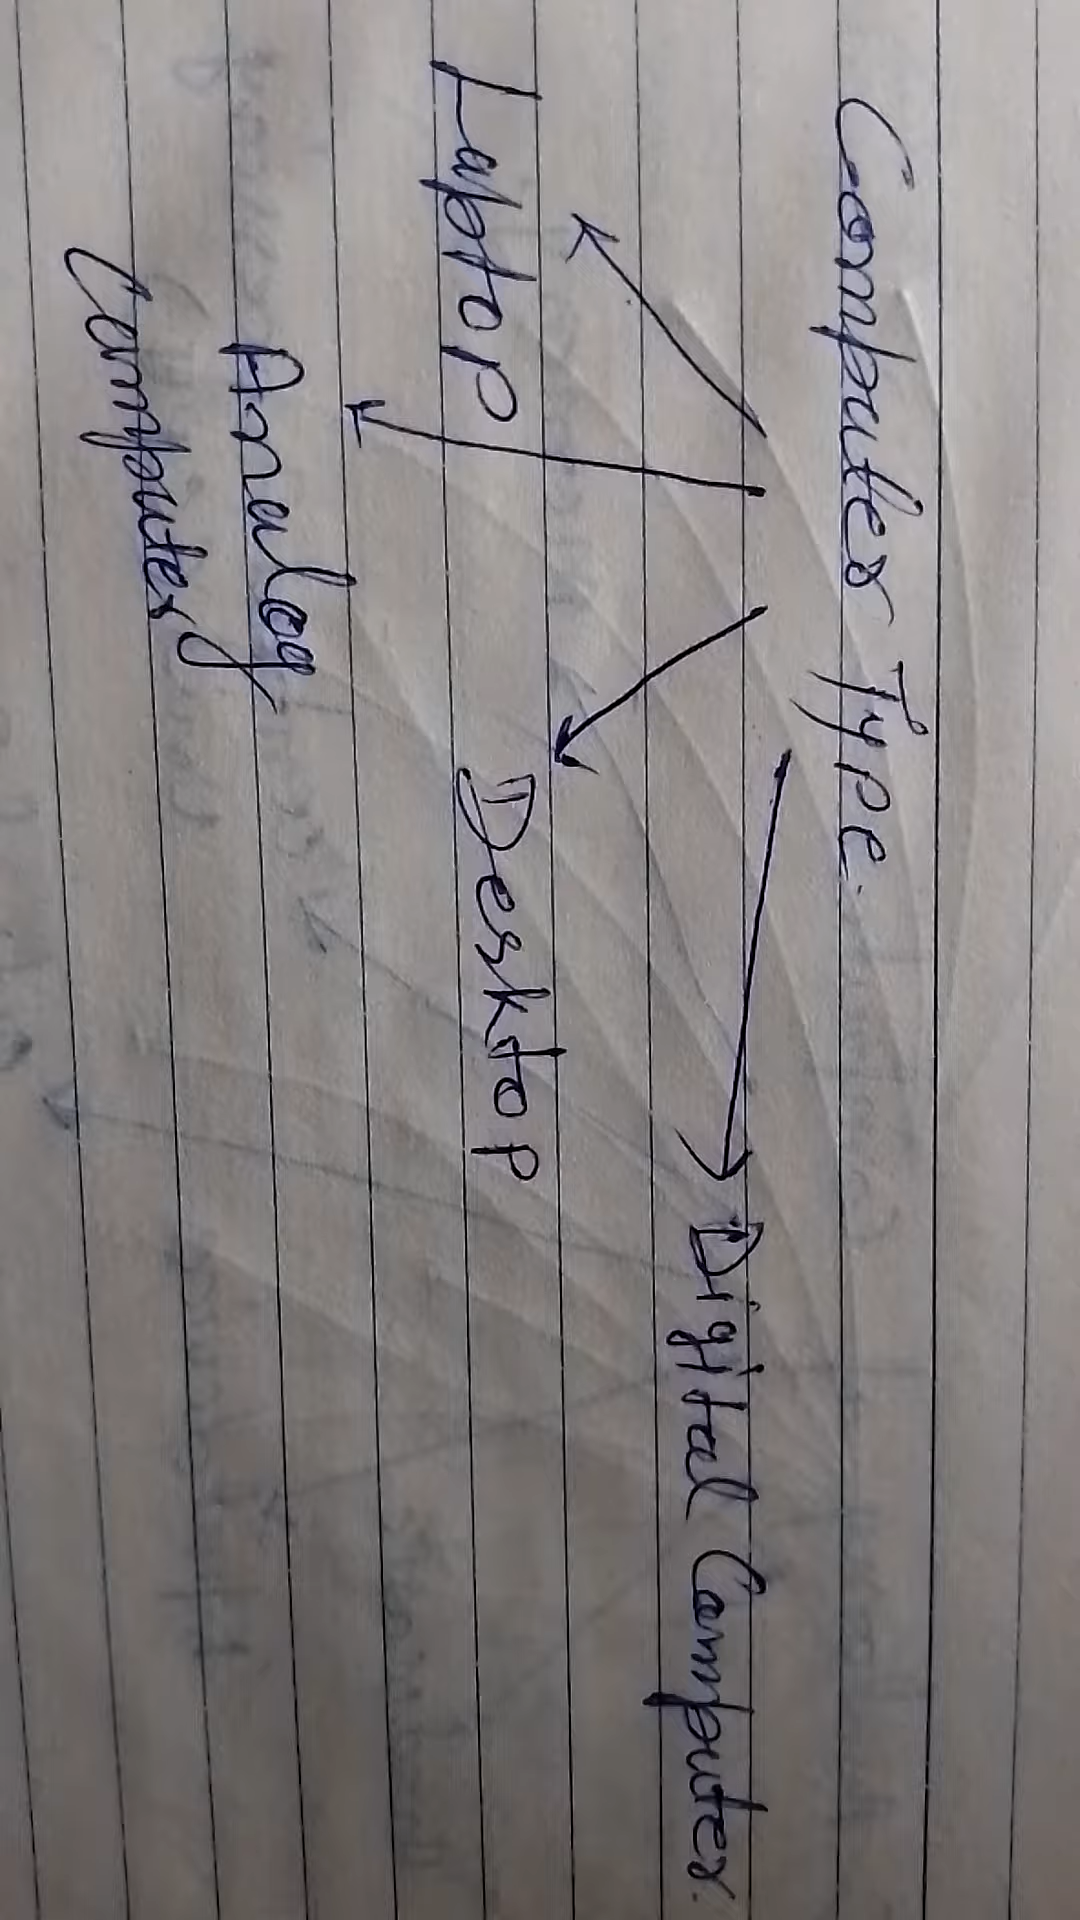 Computer Type.
Digital Computer.
Laptop
Desktop
Analog
Computer